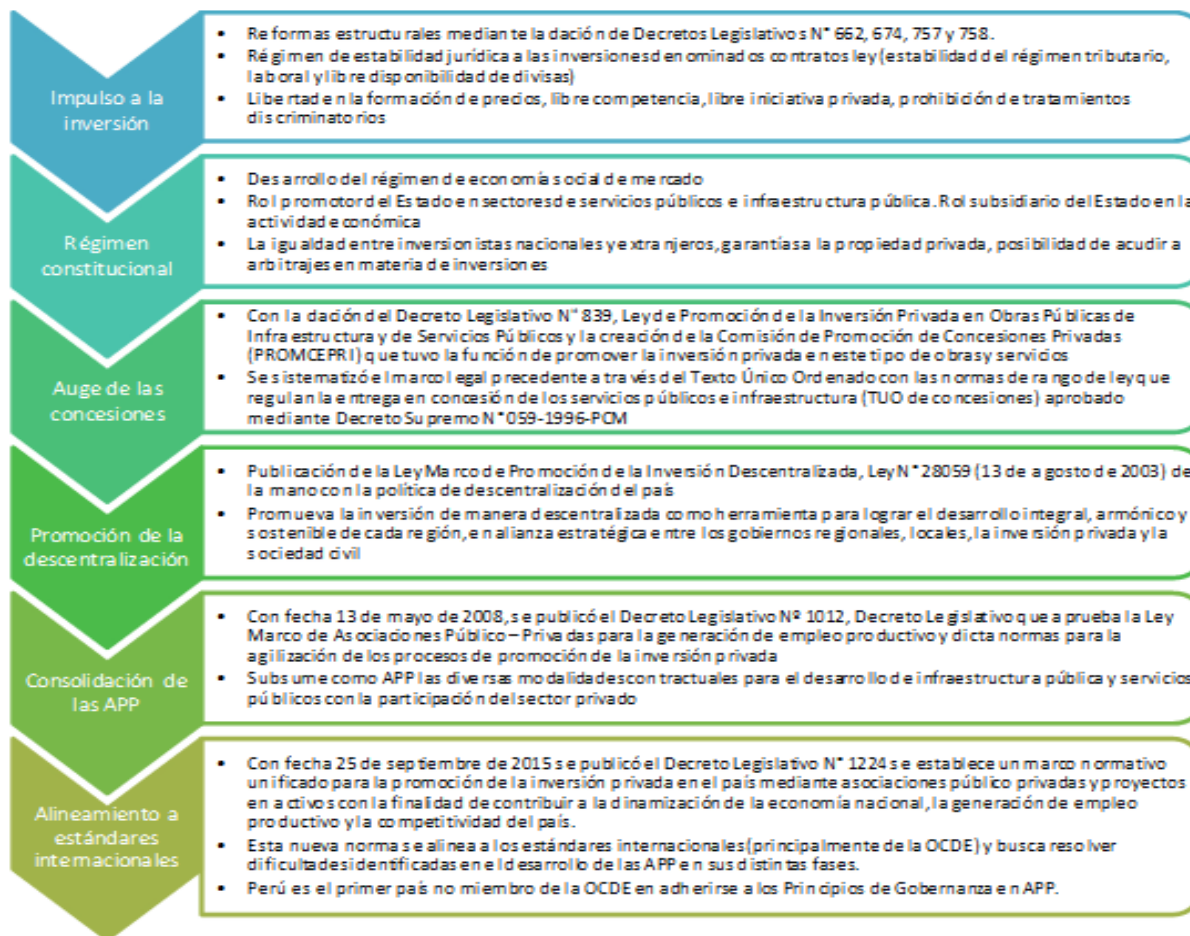 Impulso a la
inversión
• Reformas estructurales mediante la dación de Decretos Legislativos N° 662, 674, 757 y 758.
• Régimen de estabilidad jurídica a las inversiones denominados contratos ley (estabilidad del régimen tributario,
laboral y libre disponibilidad de divisas)
• Libertad en la formación de precios, libre competencia, libre iniciativa privada, prohibición de tratamientos
discriminatorios
Régimen
constitucional
• Desarrollo del régimen de economía social de mercado
• Rol promotor del Estado en sectores de servicios públicos e infraestructura pública. Rol subsidiario del Estado en la
actividad económica
• La igualdad entre inversionistas nacionales y extranjeros, garantías a la propiedad privada, posibilidad de acudir a
arbitrajes en materia de inversiones
Auge de las
concesiones
• Con la dación del Decreto Legislativo N° 839, Ley de Promoción de la Inversión Privada en Obras Públicas de
Infraestructura y de Servicios Públicos y la creación de la Comisión de Promoción de Concesiones Privadas
(PROMCEPRI) que tuvo la función de promover la inversión privada en este tipo de obras y servicios
• Se sistematizó el marco legal precedente a través del Texto Único Ordenado con las normas de rango de ley que
regulan la entrega en concesión de los servicios públicos e infraestructura (TUO de concesiones) aprobado
mediante Decreto Supremo N° 059-1996-PCM
Promoción de la
descentralización
• Publicación de la Ley Marco de Promoción de la Inversión Descentralizada, Ley N° 28059 (13 de agosto de 2003) de
la mano con la política de descentralización del país
• Promueva la inversión de manera descentralizada como herramienta para lograr el desarrollo integral, armónico y
sostenible de cada región, en alianza estratégica entre los gobiernos regionales, locales, la inversión privada y la
sociedad civil
Consolidación de
las APP
• Con fecha 13 de mayo de 2008, se publicó el Decreto Legislativo Nº 1012, Decreto Legislativo que aprueba la Ley
Marco de Asociaciones Público – Privadas para la generación de empleo productivo y dicta normas para la
agilización de los procesos de promoción de la inversión privada
• Subsume como APP las diversas modalidades contractuales para el desarrollo de infraestructura pública y servicios
públicos con la participación del sector privado
Alineamiento a
estándares
internacionales
• Con fecha 25 de septiembre de 2015 se publicó el Decreto Legislativo N° 1224 se establece un marco normativo
unificado para la promoción de la inversión privada en el país mediante asociaciones público privadas y proyectos
en activos con la finalidad de contribuir a la dinamización de la economía nacional, la generación de empleo
productivo y la competitividad del país.
• Esta nueva norma se alinea a los estándares internacionales (principalmente de la OCDE) y busca resolver
dificultades identificadas en el desarrollo de las APP en sus distintas fases.
• Perú es el primer país no miembro de la OCDE en adherirse a los Principios de Gobernanza en APP.